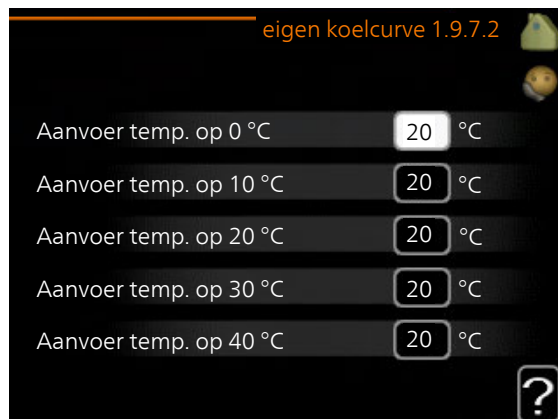 eigen koelcurve 1.9.7.2
Aanvoer temp. op 0 °C 20 °C
Aanvoer temp. op 10 °C 20 °C
Aanvoer temp. op 20 °C 20 °C
Aanvoer temp. op 30 °C 20 °C
Aanvoer temp. op 40 °C 20 °C
?